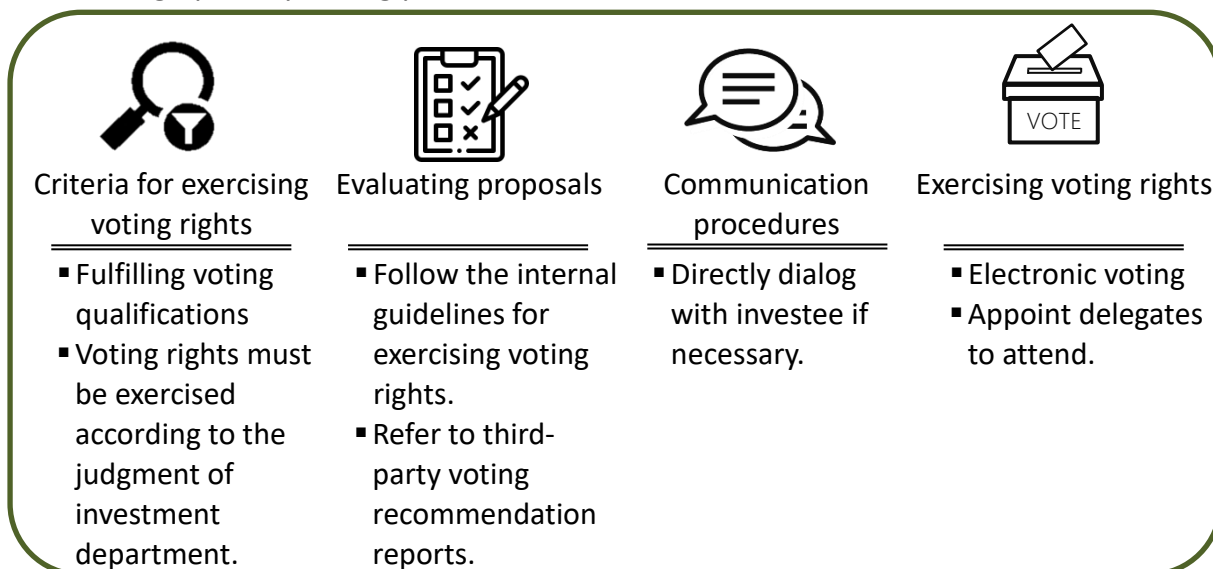 Criteria for exercising
voting rights
▪ Fulfilling voting
qualifications
▪ Voting rights must
be exercised
according to the
judgment of
investment
department.
Evaluating proposals
▪ Follow the internal
guidelines for
exercising voting
rights.
▪ Refer to third-
party voting
recommendation
reports.
Communication
procedures
▪ Directly dialog
with investee if
necessary.
VOTE
Exercising voting rights
▪ Electronic voting
▪ Appoint delegates
to attend.